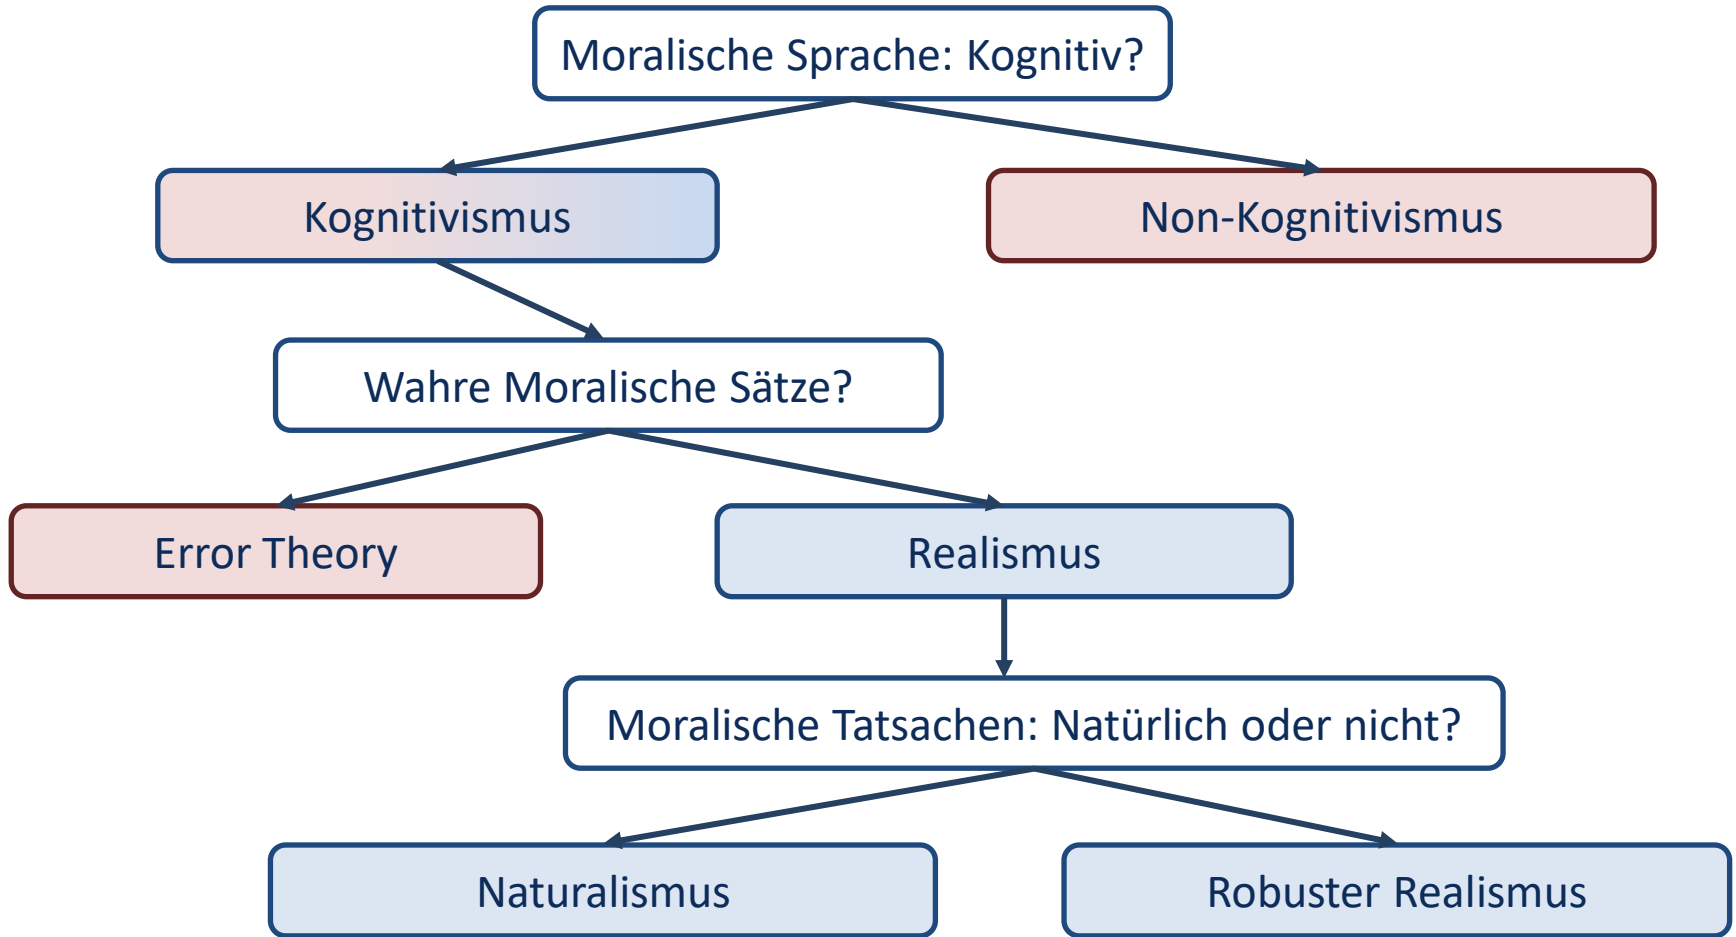 Moralische Sprache: Kognitiv?
Kognitivismus
Non-Kognitivismus
Wahre Moralische Sätze?
Error Theory
Realismus
Moralische Tatsachen: Natürlich oder nicht?
Naturalismus
Robuster Realismus